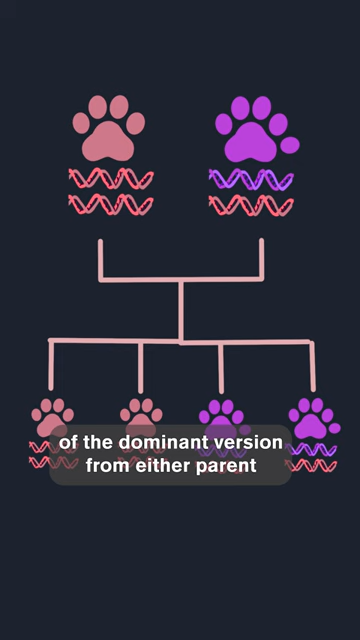 of the dominant version
from either parent